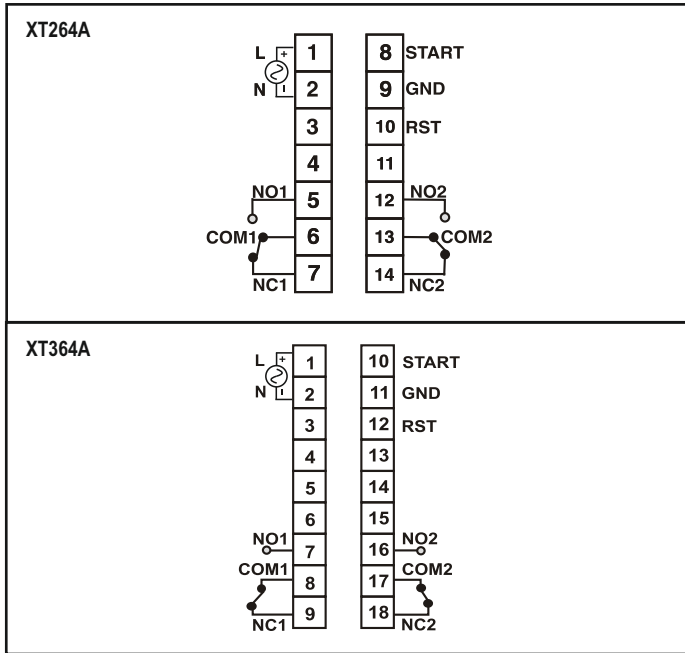 XT264A
L + 1 8 START
N - 2 9 GND
3 10 RST
4 11
NO1 5 12 NO2
COM1 6 13 COM2
NC1 7 14 NC2
XT364A
L + 1 10 START
N - 2 11 GND
3 12 RST
4 13
5 14
6 15
NO1 7 16 NO2
COM1 8 17 COM2
NC1 9 18 NC2